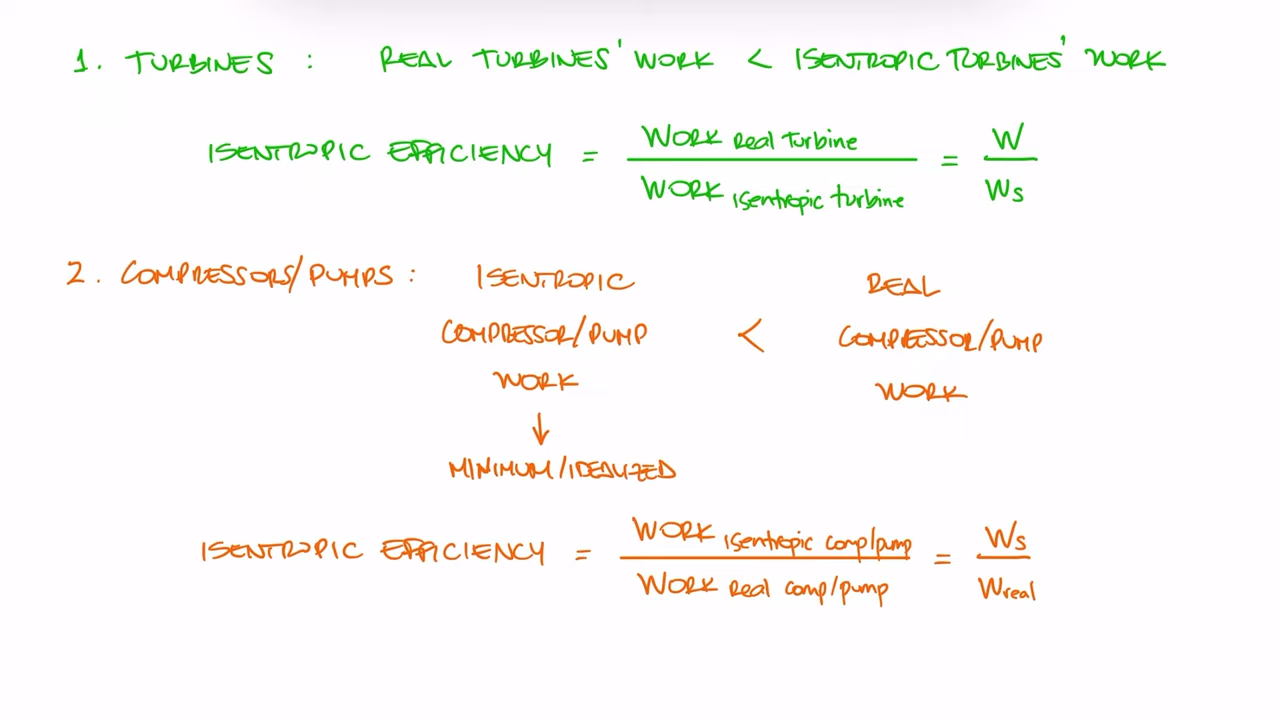 1. TURBINES : REAL TURBINES' WORK < ISENTROPIC TURBINES' WORK
ISENTROPIC EFFICIENCY = WORK real turbine / WORK isentropic turbine = W / Ws
2. COMPRESSORS/PUMPS : ISENTROPIC COMPRESSOR/PUMP WORK < REAL COMPRESSOR/PUMP WORK
↓
MINIMUM/IDEALIZED
ISENTROPIC EFFICIENCY = WORK isentropic comp/pump / WORK real comp/pump = Ws / Wreal